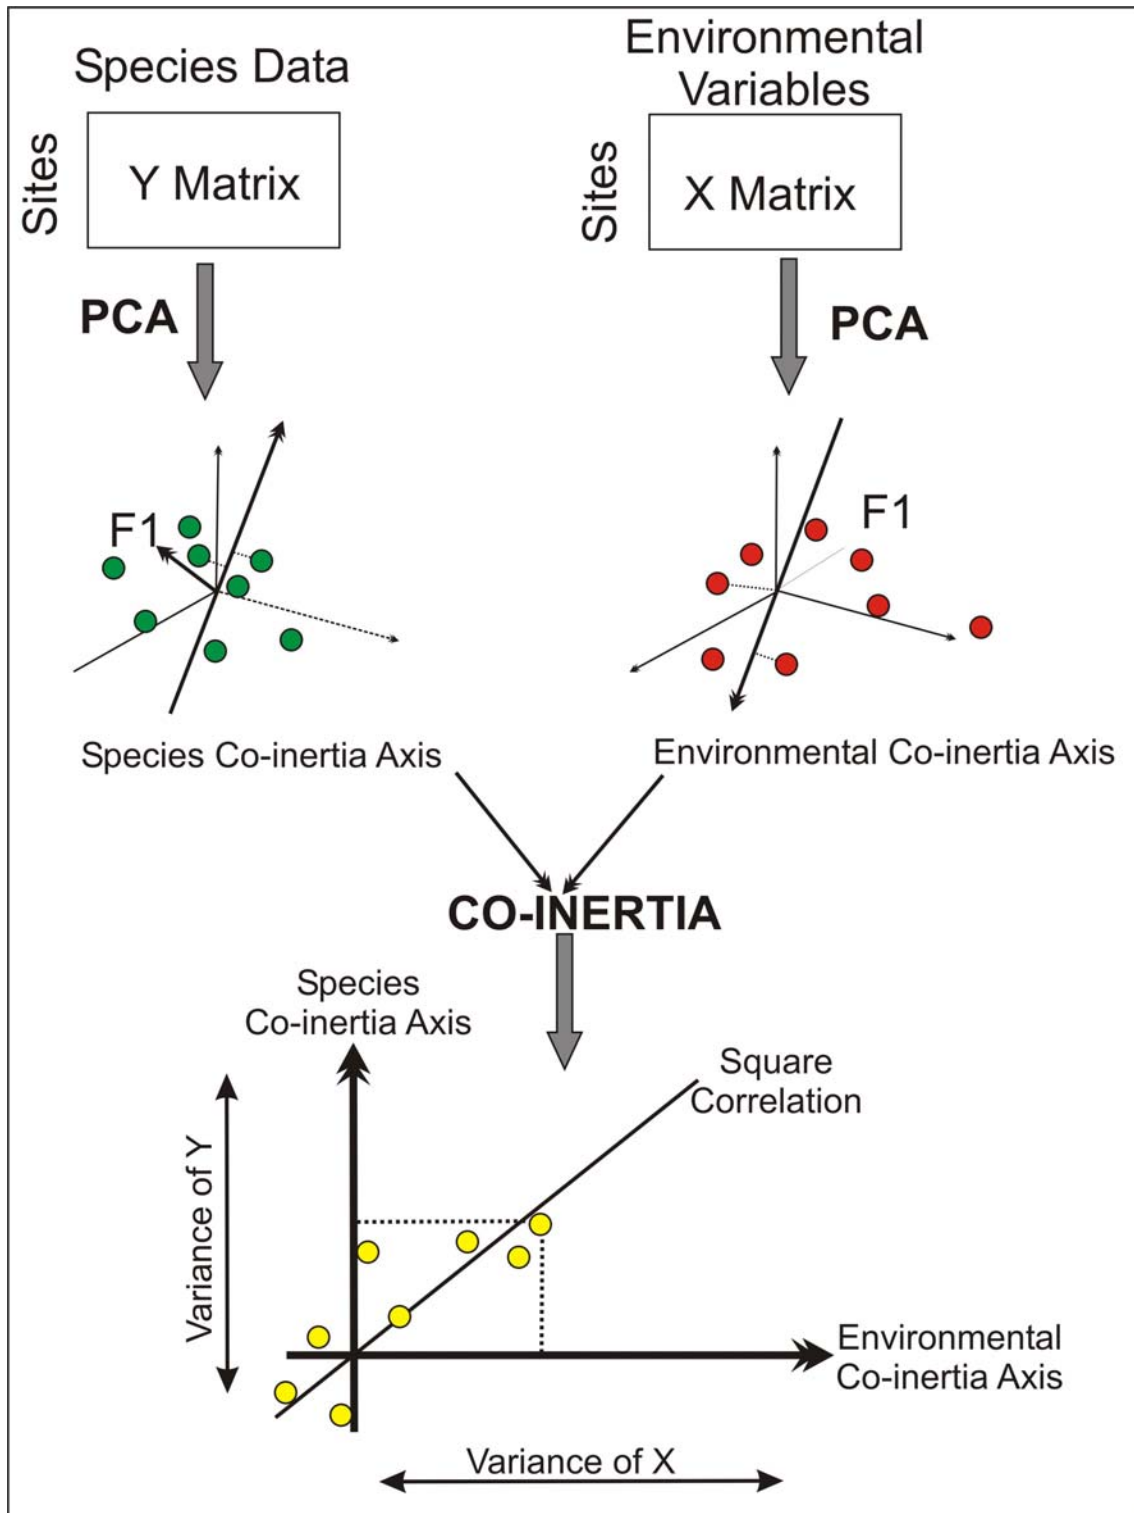 Species Data
Environmental
Variables
Sites
Y Matrix
Sites
X Matrix
PCA
PCA
F1
F1
Species Co-inertia Axis
Environmental Co-inertia Axis
CO-INERTIA
Species
Co-inertia Axis
Square
Correlation
Variance of Y
Environmental
Co-inertia Axis
Variance of X